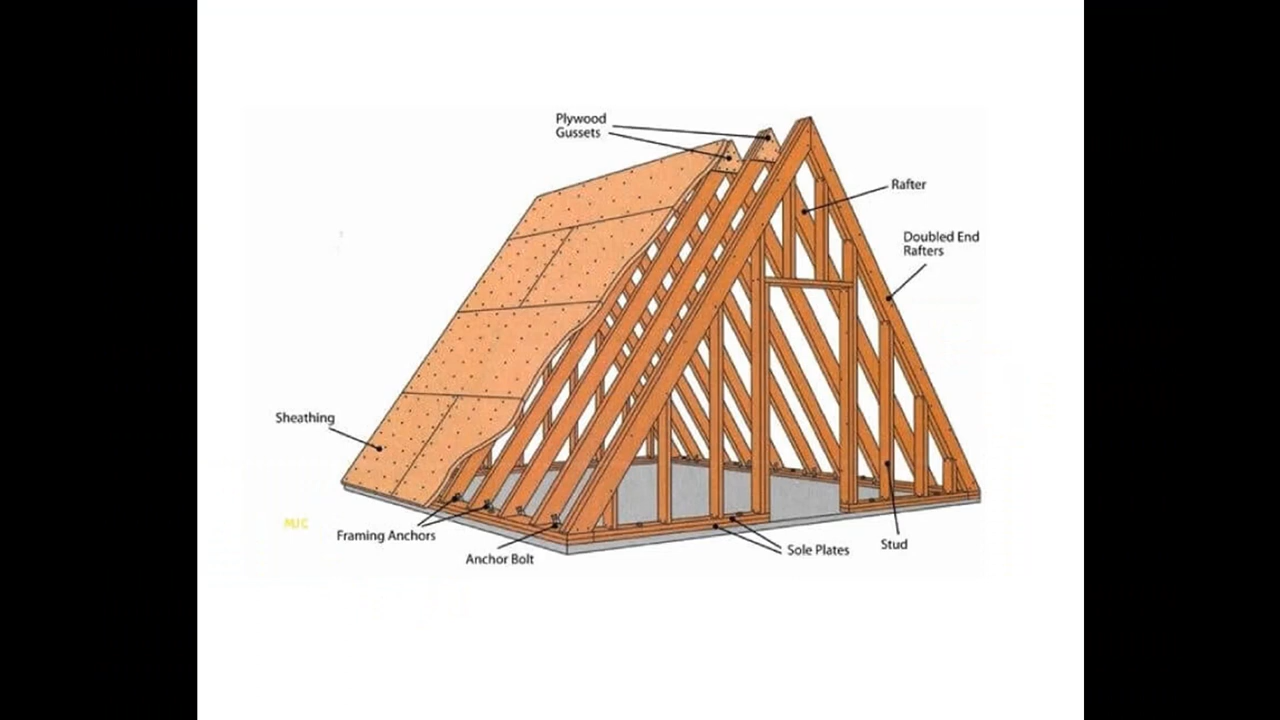 Plywood
Gussets
Rafter
Doubled End
Rafters
Sheathing
Framing Anchors
Anchor Bolt
Sole Plates
Stud
MJC